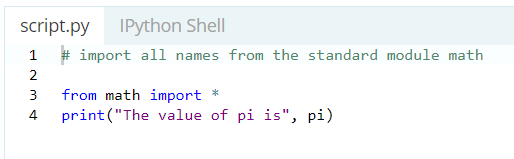 script.py IPython Shell
1 # import all names from the standard module math
2
3 from math import *
4 print("The value of pi is", pi)